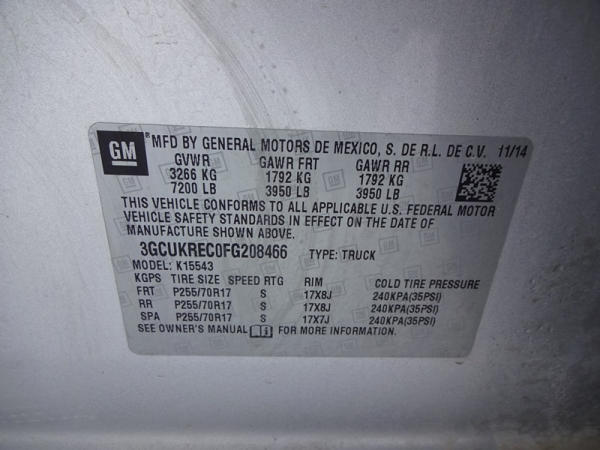 GM ® MFD BY GENERAL MOTORS DE MEXICO, S. DE R.L. DE C.V. 11/14
GVWR GAWR FRT GAWR RR
3266 KG 1792 KG 1792 KG
7200 LB 3950 LB 3950 LB
THIS VEHICLE CONFORMS TO ALL APPLICABLE U.S. FEDERAL MOTOR
VEHICLE SAFETY STANDARDS IN EFFECT ON THE DATE OF
MANUFACTURE SHOWN ABOVE.
3GCUKREC0FG208466 TYPE: TRUCK
MODEL: K15543
KGPS TIRE SIZE SPEED RTG RIM COLD TIRE PRESSURE
FRT P255/70R17 S 17X8J 240KPA(35PSI)
RR P255/70R17 S 17X8J 240KPA(35PSI)
SPA P255/70R17 S 17X7J 240KPA(35PSI)
SEE OWNER'S MANUAL FOR MORE INFORMATION.